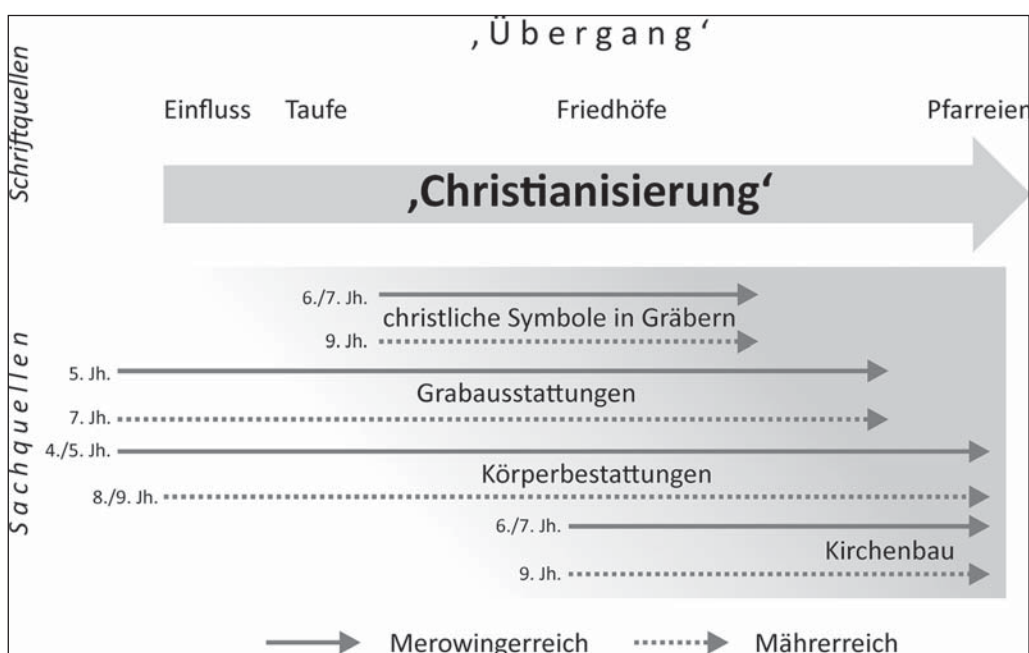 ‚Übergang‘
Schriftquellen
Einfluss Taufe Friedhöfe Pfarreien
‚Christianisierung‘
Sachquellen
6./7. Jh.
christliche Symbole in Gräbern
9. Jh.
5. Jh.
Grabausstattungen
7. Jh.
4./5. Jh.
Körperbestattungen
8./9. Jh.
6./7. Jh.
Kirchenbau
9. Jh.
Merowingerreich Mährerreich